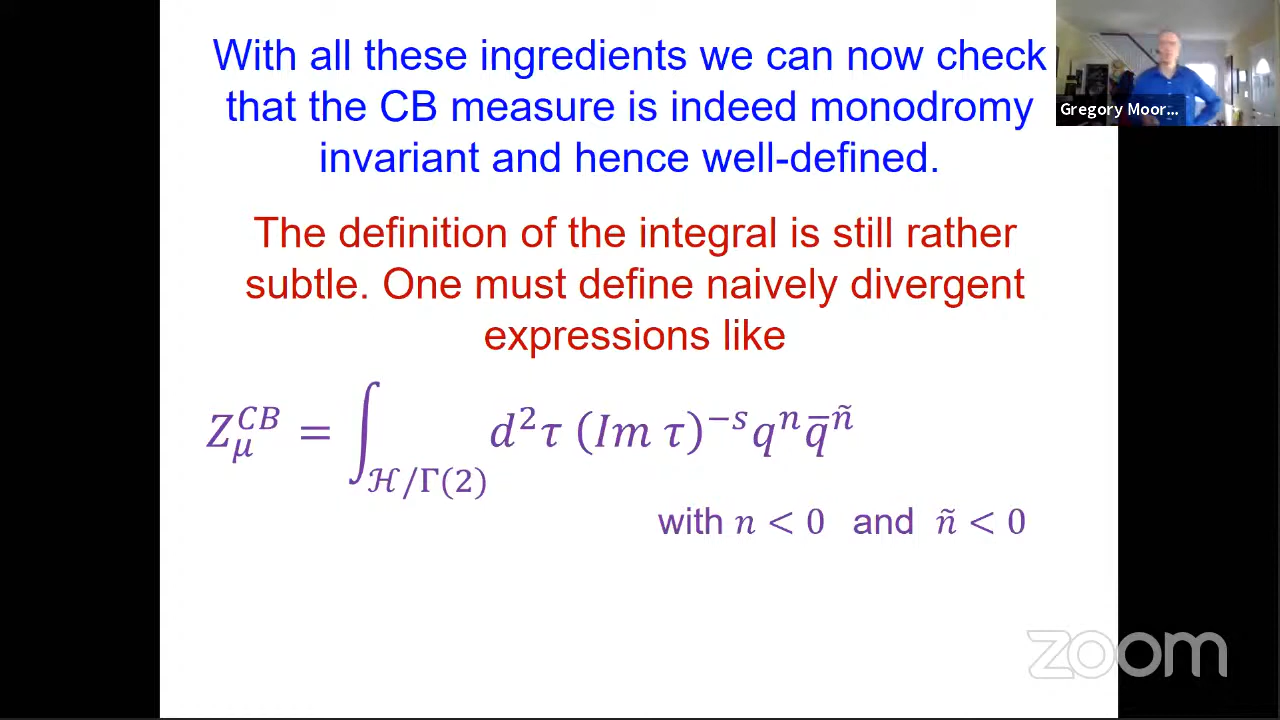 With all these ingredients we can now check
that the CB measure is indeed monodromy
invariant and hence well-defined.
The definition of the integral is still rather
subtle. One must define naively divergent
expressions like
Z_μ^{CB} = ∫_{ℋ/Γ(2)} d²τ (Im τ)^{−s} q^n q̄^{ñ}
with n < 0 and ñ < 0
Gregory Moor...
zoom